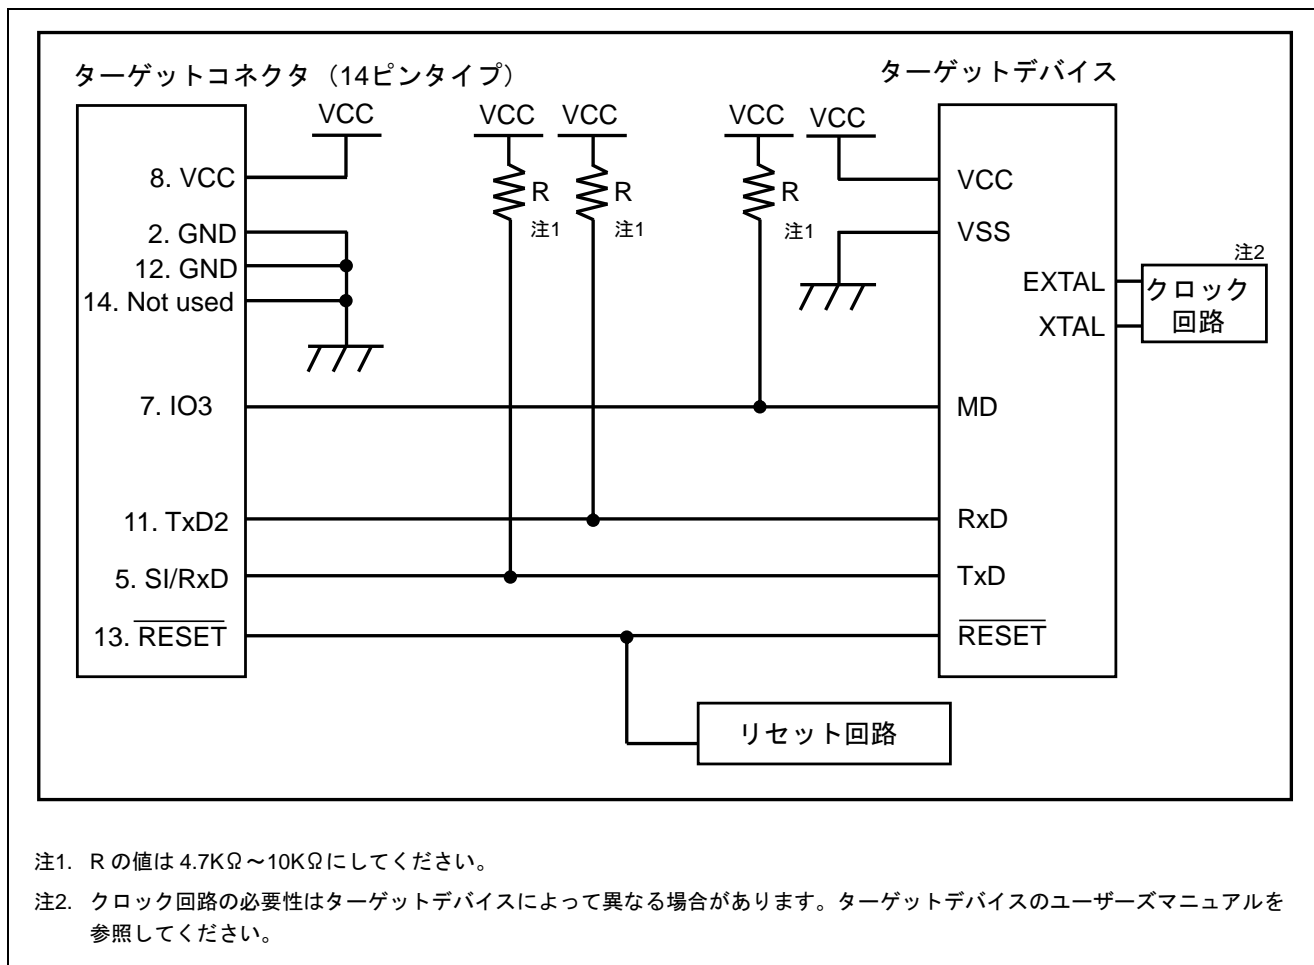 ターゲットコネクタ（14ピンタイプ）
ターゲットデバイス
VCC
VCC
VCC
VCC
VCC
8. VCC
R
注1
R
注1
R
注1
VCC
2. GND
VSS
12. GND
14. Not used
注2
EXTAL
XTAL
クロック
回路
7. IO3
MD
11. TxD2
RxD
5. SI/RxD
TxD
13. RESET
RESET
リセット回路
注1. R の値は 4.7KΩ～10KΩにしてください。
注2. クロック回路の必要性はターゲットデバイスによって異なる場合があります。ターゲットデバイスのユーザーズマニュアルを
参照してください。